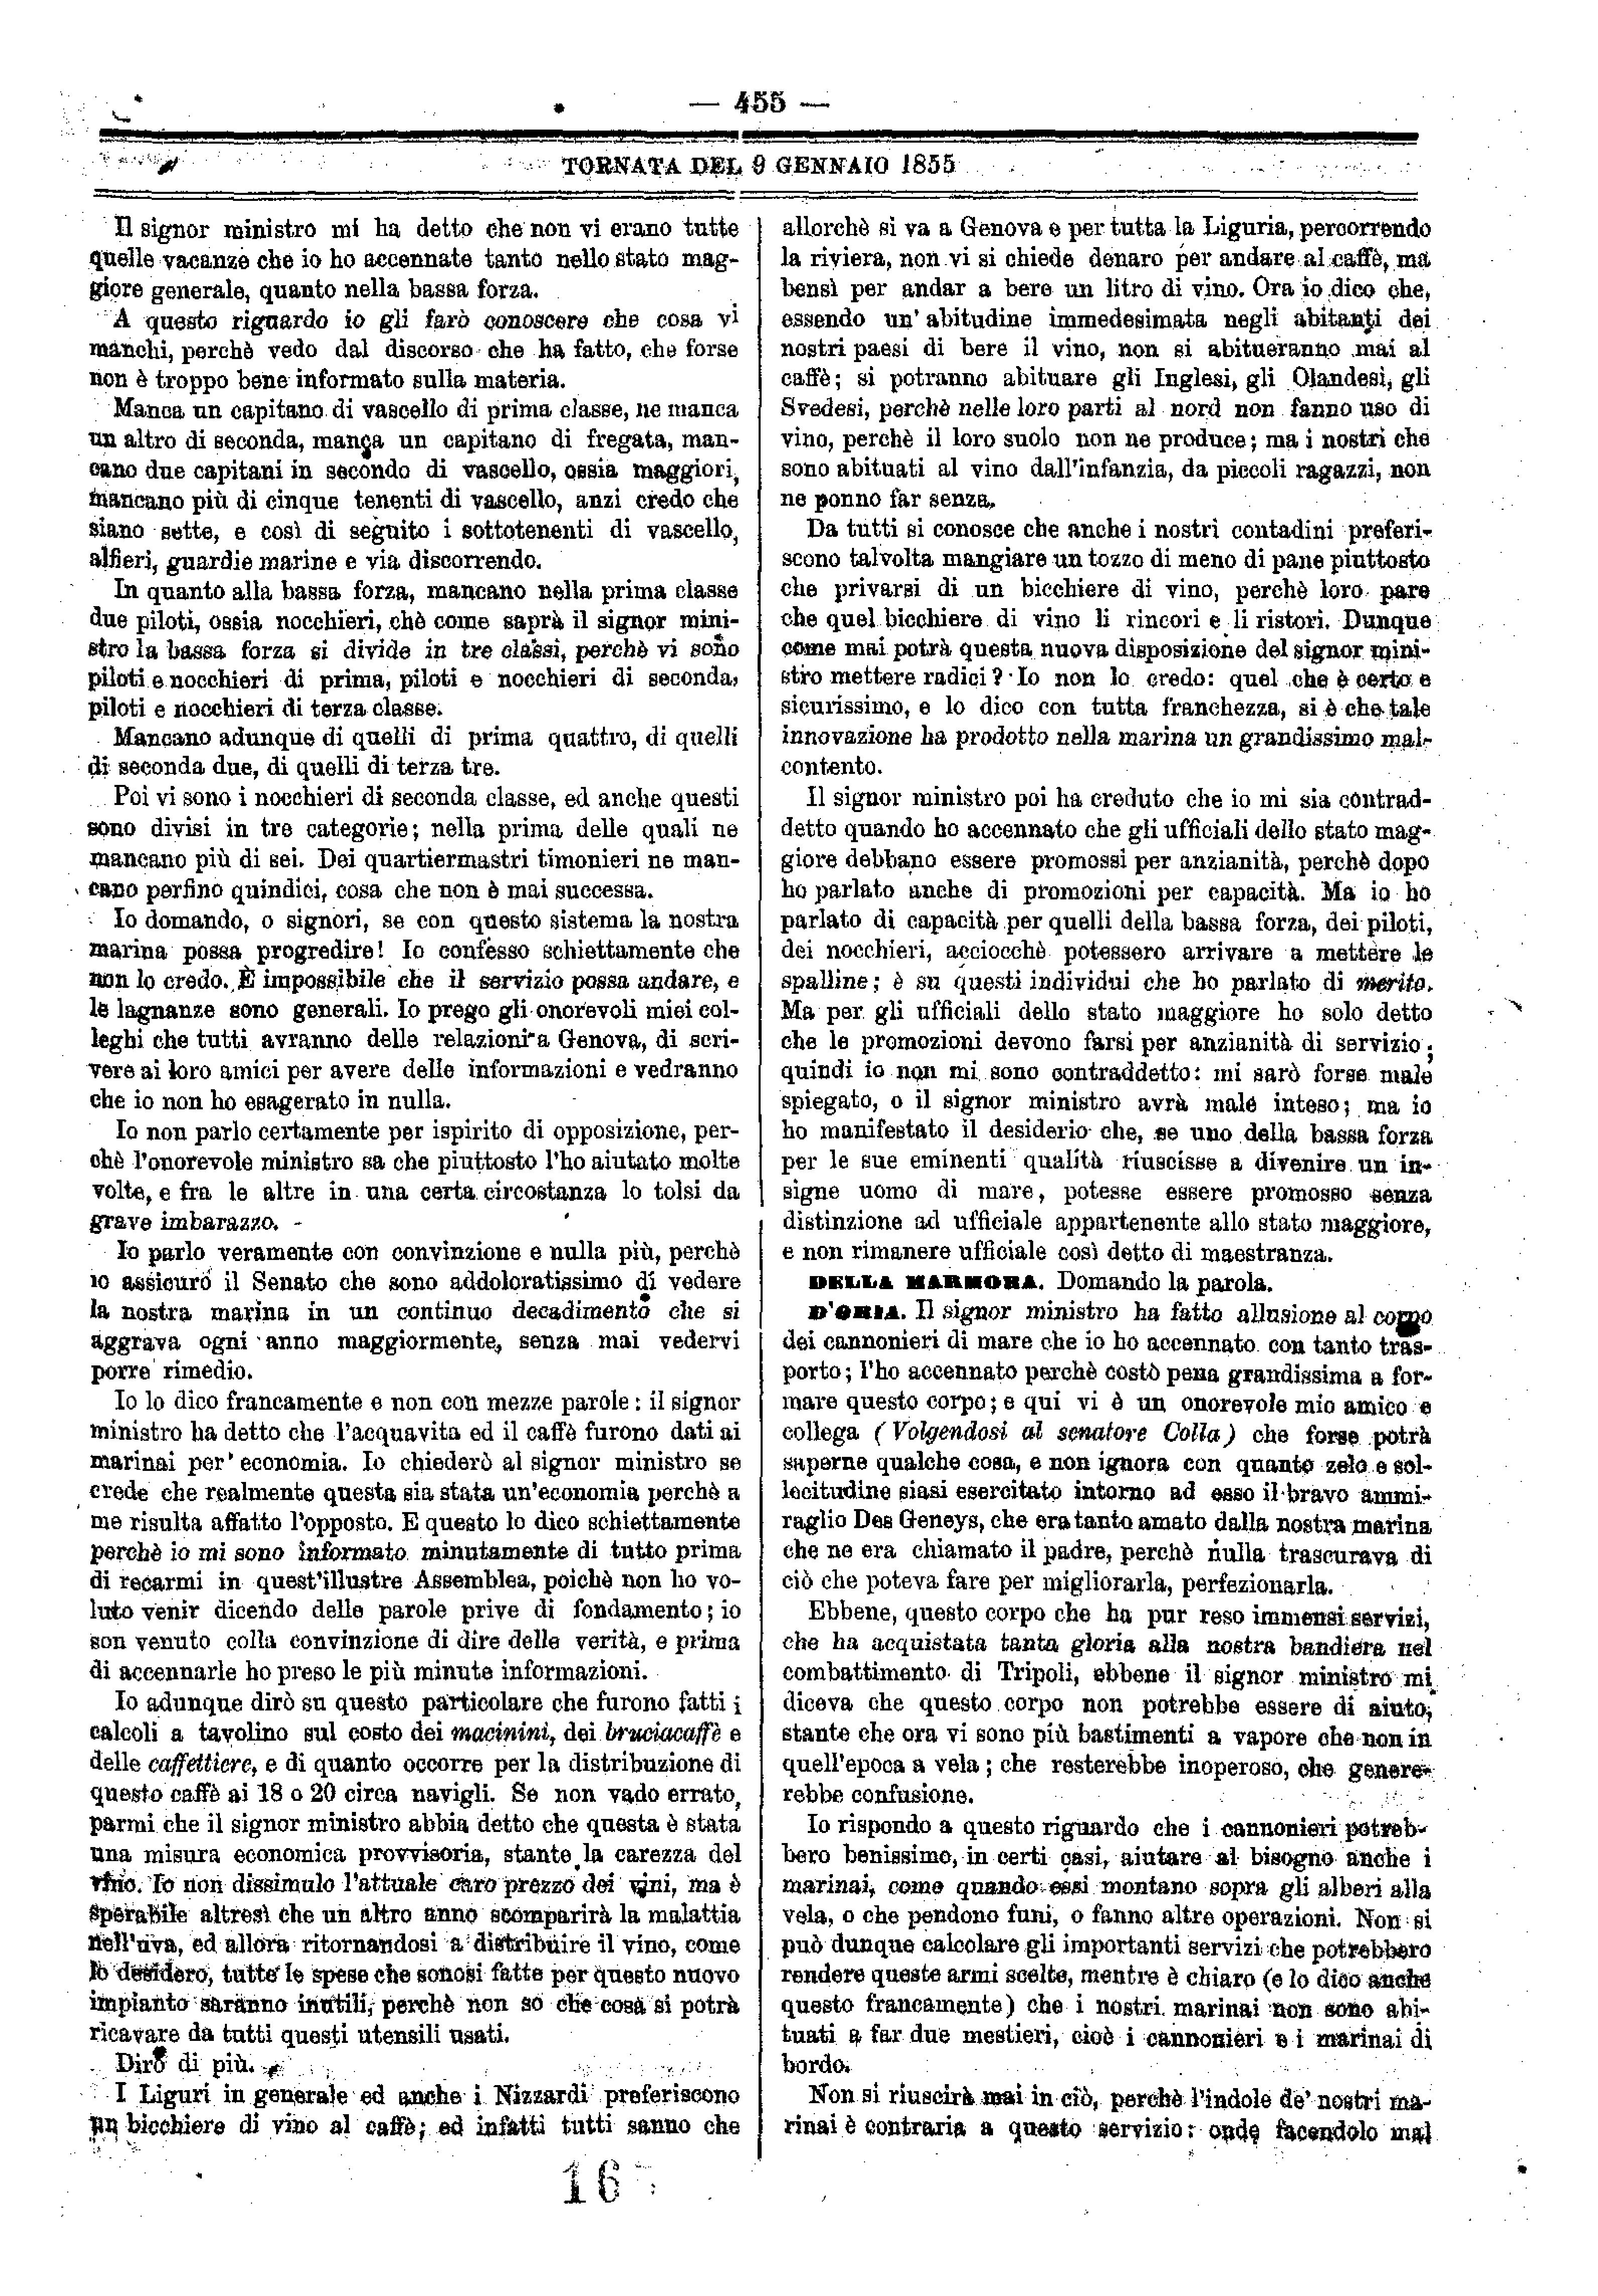 — 455 —
TORNATA DEL 9 GENNAIO 1855
Il signor ministro mi ha detto che non vi erano tutte
quelle vacanze che io ho accennate tanto nello stato mag-
giore generale, quanto nella bassa forza.
A questo riguardo io gli farò conoscere che cosa vi
manchi, perchè vedo dal discorso che ha fatto, che forse
non è troppo bene informato sulla materia.
Manca un capitano di vascello di prima classe, ne manca
un altro di seconda, manca un capitano di fregata, man-
cano due capitani in secondo di vascello, ossia maggiori,
mancano più di cinque tenenti di vascello, anzi credo che
siano sette, e così di seguito i sottotenenti di vascello,
alfieri, guardie marine e via discorrendo.
In quanto alla bassa forza, mancano nella prima classe
due piloti, ossia nocchieri, chè come saprà il signor mini-
stro la bassa forza si divide in tre classi, perchè vi sono
piloti e nocchieri di prima, piloti e nocchieri di seconda,
piloti e nocchieri di terza classe.
Mancano adunque di quelli di prima quattro, di quelli
di seconda due, di quelli di terza tre.
Poi vi sono i nocchieri di seconda classe, ed anche questi
sono divisi in tre categorie; nella prima delle quali ne
mancano più di sei. Dei quartiermastri timonieri ne man-
cano perfino quindici, cosa che non è mai successa.
Io domando, o signori, se con questo sistema la nostra
marina possa progredire! Io confesso schiettamente che
non lo credo. È impossibile che il servizio possa andare, e
le lagnanze sono generali. Io prego gli onorevoli miei col-
leghi che tutti avranno delle relazioni a Genova, di scri-
vere ai loro amici per avere delle informazioni e vedranno
che io non ho esagerato in nulla.
Io non parlo certamente per ispirito di opposizione, per-
chè l'onorevole ministro sa che piuttosto l'ho aiutato molte
volte, e fra le altre in una certa circostanza lo tolsi da
grave imbarazzo.
Io parlo veramente con convinzione e nulla più, perchè
io assicuro il Senato che sono addoloratissimo di vedere
la nostra marina in un continuo decadimento che si
aggrava ogni anno maggiormente, senza mai vedervi
porre rimedio.
Io lo dico francamente e non con mezze parole: il signor
ministro ha detto che l'acquavita ed il caffè furono dati ai
marinai per economia. Io chiederò al signor ministro se
crede che realmente questa sia stata un'economia perchè a
me risulta affatto l'opposto. E questo lo dico schiettamente
perchè io mi sono informato minutamente di tutto prima
di recarmi in quest'illustre Assemblea, poichè non ho vo-
luto venir dicendo delle parole prive di fondamento; io
son venuto colla convinzione di dire delle verità, e prima
di accennarle ho preso le più minute informazioni.
Io adunque dirò su questo particolare che furono fatti i
calcoli a tavolino sul costo dei macinini, dei bruciacaffè e
delle caffettiere, e di quanto occorre per la distribuzione di
questo caffè ai 18 o 20 circa navigli. Se non vado errato,
parmi che il signor ministro abbia detto che questa è stata
una misura economica provvisoria, stante la carezza del
vino. Io non dissimulo l'attuale caro prezzo dei vini, ma è
sperabile altresì che un altro anno scomparirà la malattia
nell'uva, ed allora ritornandosi a distribuire il vino, come
lo desidero, tutte le spese che sonosi fatte per questo nuovo
impianto saranno inutili, perchè non so che cosa si potrà
ricavare da tutti questi utensili usati.
Dirò di più.
I Liguri in generale ed anche i Nizzardi preferiscono
un bicchiere di vino al caffè; ed infatti tutti sanno che
allorchè si va a Genova e per tutta la Liguria, percorrendo
la riviera, non vi si chiede denaro per andare al caffè, ma
bensì per andar a bere un litro di vino. Ora io dico che,
essendo un' abitudine immedesimata negli abitanti dei
nostri paesi di bere il vino, non si abitueranno mai al
caffè; si potranno abituare gli Inglesi, gli Olandesi, gli
Svedesi, perchè nelle loro parti al nord non fanno uso di
vino, perchè il loro suolo non ne produce; ma i nostri che
sono abituati al vino dall'infanzia, da piccoli ragazzi, non
ne ponno far senza.
Da tutti si conosce che anche i nostri contadini preferi-
scono talvolta mangiare un tozzo di meno di pane piuttosto
che privarsi di un bicchiere di vino, perchè loro pare
che quel bicchiere di vino li rincori e li ristori. Dunque
come mai potrà questa nuova disposizione del signor mini-
stro mettere radici? Io non lo credo: quel che è certo e
sicurissimo, e lo dico con tutta franchezza, si è che tale
innovazione ha prodotto nella marina un grandissimo mal-
contento.
Il signor ministro poi ha creduto che io mi sia contrad-
detto quando ho accennato che gli ufficiali dello stato mag-
giore debbano essere promossi per anzianità, perchè dopo
ho parlato anche di promozioni per capacità. Ma io ho
parlato di capacità per quelli della bassa forza, dei piloti,
dei nocchieri, acciocchè potessero arrivare a mettere le
spalline; è su questi individui che ho parlato di merito.
Ma per gli ufficiali dello stato maggiore ho solo detto
che le promozioni devono farsi per anzianità di servizio;
quindi io non mi sono contraddetto: mi sarò forse male
spiegato, o il signor ministro avrà male inteso; ma io
ho manifestato il desiderio che, se uno della bassa forza
per le sue eminenti qualità riuscisse a divenire un in-
signe uomo di mare, potesse essere promosso senza
distinzione ad ufficiale appartenente allo stato maggiore,
e non rimanere ufficiale così detto di maestranza.
DELLA MARMORA. Domando la parola.
D'ORIA. Il signor ministro ha fatto allusione al corpo
dei cannonieri di mare che io ho accennato con tanto tras-
porto; l'ho accennato perchè costò pena grandissima a for-
mare questo corpo; e qui vi è un onorevole mio amico e
collega (Volgendosi al senatore Colla) che forse potrà
saperne qualche cosa, e non ignora con quanto zelo e sol-
lecitudine siasi esercitato intorno ad esso il bravo ammi-
raglio Des Geneys, che era tanto amato dalla nostra marina
che ne era chiamato il padre, perchè nulla trascurava di
ciò che poteva fare per migliorarla, perfezionarla.
Ebbene, questo corpo che ha pur reso immensi servizi,
che ha acquistata tanta gloria alla nostra bandiera nel
combattimento di Tripoli, ebbene il signor ministro mi
diceva che questo corpo non potrebbe essere di aiuto,
stante che ora vi sono più bastimenti a vapore che non in
quell'epoca a vela; che resterebbe inoperoso, che genere-
rebbe confusione.
Io rispondo a questo riguardo che i cannonieri potreb-
bero benissimo, in certi casi, aiutare al bisogno anche i
marinai, come quando essi montano sopra gli alberi alla
vela, o che pendono funi, o fanno altre operazioni. Non si
può dunque calcolare gli importanti servizi che potrebbero
rendere queste armi scelte, mentre è chiaro (e lo dico anche
questo francamente) che i nostri marinai non sono abi-
tuati a far due mestieri, cioè i cannonieri e i marinai di
bordo.
Non si riuscirà mai in ciò, perchè l'indole de' nostri ma-
rinai è contraria a questo servizio: onde facendolo mal
16